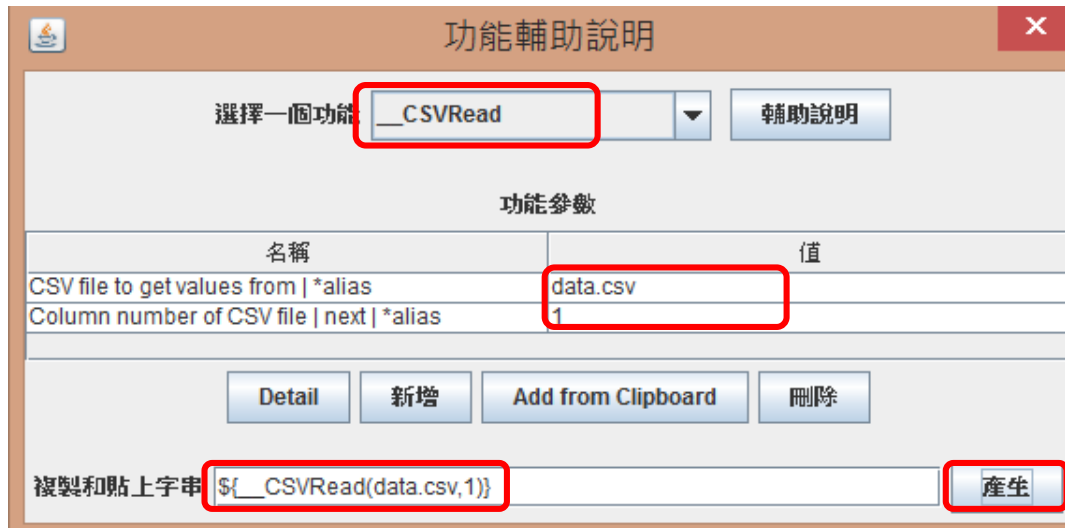 功能輔助說明
選擇一個功能 __CSVRead 輔助說明
功能參數
名稱 值
CSV file to get values from | *alias data.csv
Column number of CSV file | next | *alias 1
Detail 新增 Add from Clipboard 刪除
複製和貼上字串 ${__CSVRead(data.csv,1)} 產生